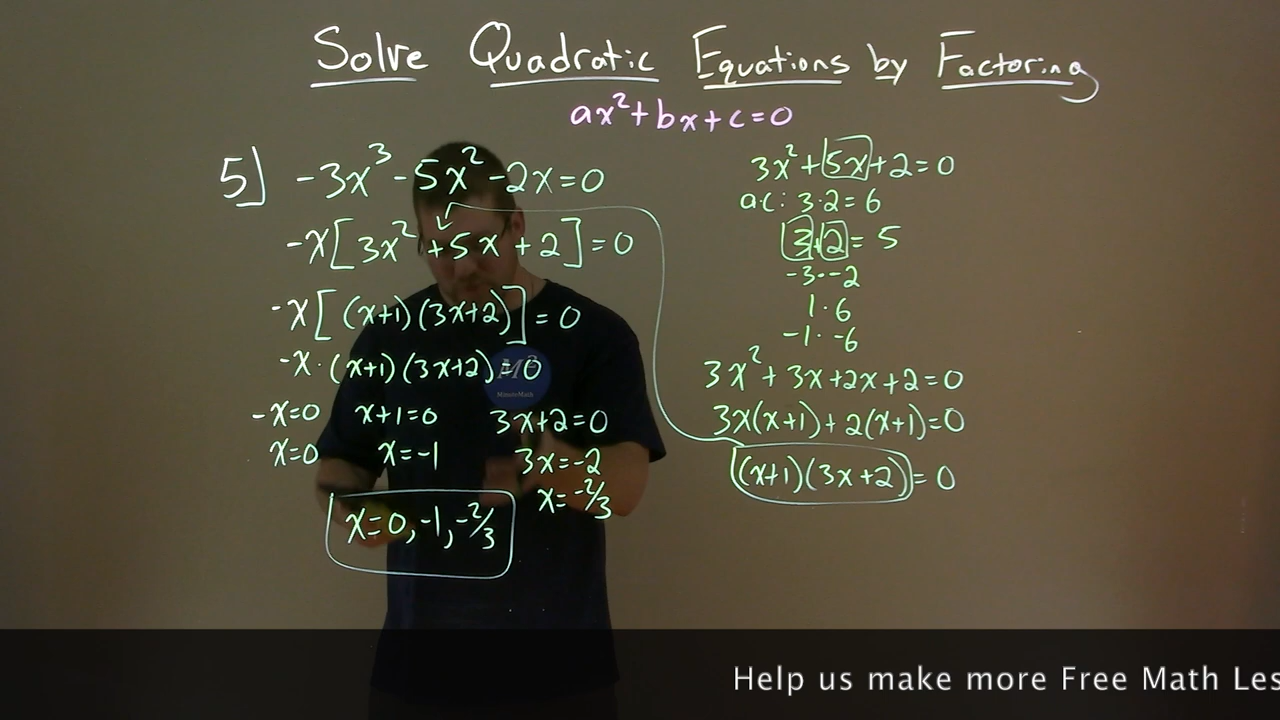 Solve Quadratic Equations by Factoring
ax²+bx+c=0
5] -3x³-5x²-2x=0
-x[3x²+5x+2]=0
-x[(x+1)(3x+2)]=0
-x·(x+1)(3x+2)=0
-x=0 x+1=0 3x+2=0
x=0 x=-1 3x=-2
x=-2/3
x=0,-1,-2/3
3x²+5x+2=0
a·c: 3·2=6
3+2=5
-3·-2
1·6
-1·-6
3x²+3x+2x+2=0
3x(x+1)+2(x+1)=0
(x+1)(3x+2)=0
M²
MinuteMath
Help us make more Free Math Les